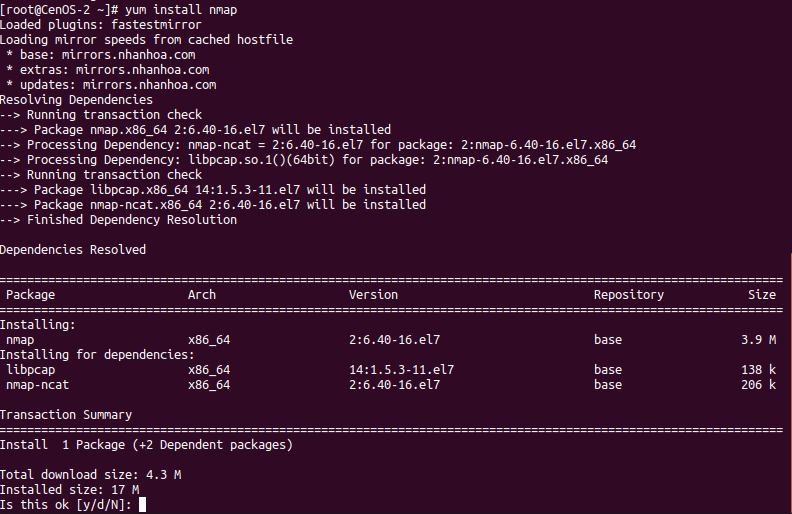 [root@CenOS-2 ~]# yum install nmap
Loaded plugins: fastestmirror
Loading mirror speeds from cached hostfile
 * base: mirrors.nhanhoa.com
 * extras: mirrors.nhanhoa.com
 * updates: mirrors.nhanhoa.com
Resolving Dependencies
--> Running transaction check
---> Package nmap.x86_64 2:6.40-16.el7 will be installed
--> Processing Dependency: nmap-ncat = 2:6.40-16.el7 for package: 2:nmap-6.40-16.el7.x86_64
--> Processing Dependency: libpcap.so.1()(64bit) for package: 2:nmap-6.40-16.el7.x86_64
--> Running transaction check
---> Package libpcap.x86_64 14:1.5.3-11.el7 will be installed
---> Package nmap-ncat.x86_64 2:6.40-16.el7 will be installed
--> Finished Dependency Resolution

Dependencies Resolved

================================================================================================================
 Package                   Arch                   Version                            Repository            Size
================================================================================================================
Installing:
 nmap                      x86_64                 2:6.40-16.el7                      base                 3.9 M
Installing for dependencies:
 libpcap                   x86_64                 14:1.5.3-11.el7                    base                 138 k
 nmap-ncat                 x86_64                 2:6.40-16.el7                      base                 206 k

Transaction Summary
================================================================================================================
Install  1 Package (+2 Dependent packages)

Total download size: 4.3 M
Installed size: 17 M
Is this ok [y/d/N]: